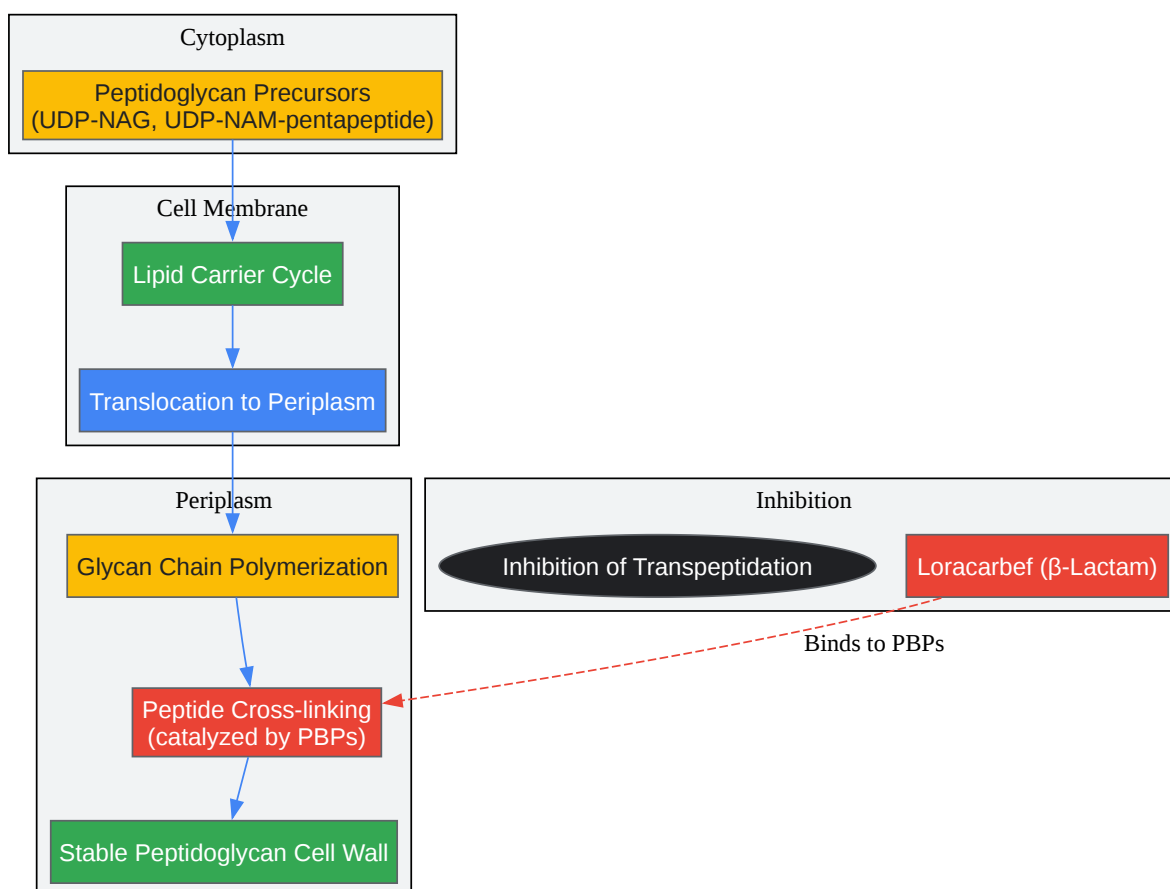 Cytoplasm
Peptidoglycan Precursors
(UDP-NAG, UDP-NAM-pentapeptide)
Cell Membrane
Lipid Carrier Cycle
Translocation to Periplasm
Periplasm
Glycan Chain Polymerization
Peptide Cross-linking
(catalyzed by PBPs)
Stable Peptidoglycan Cell Wall
Inhibition
Inhibition of Transpeptidation
Loracarbef (β-Lactam)
Binds to PBPs